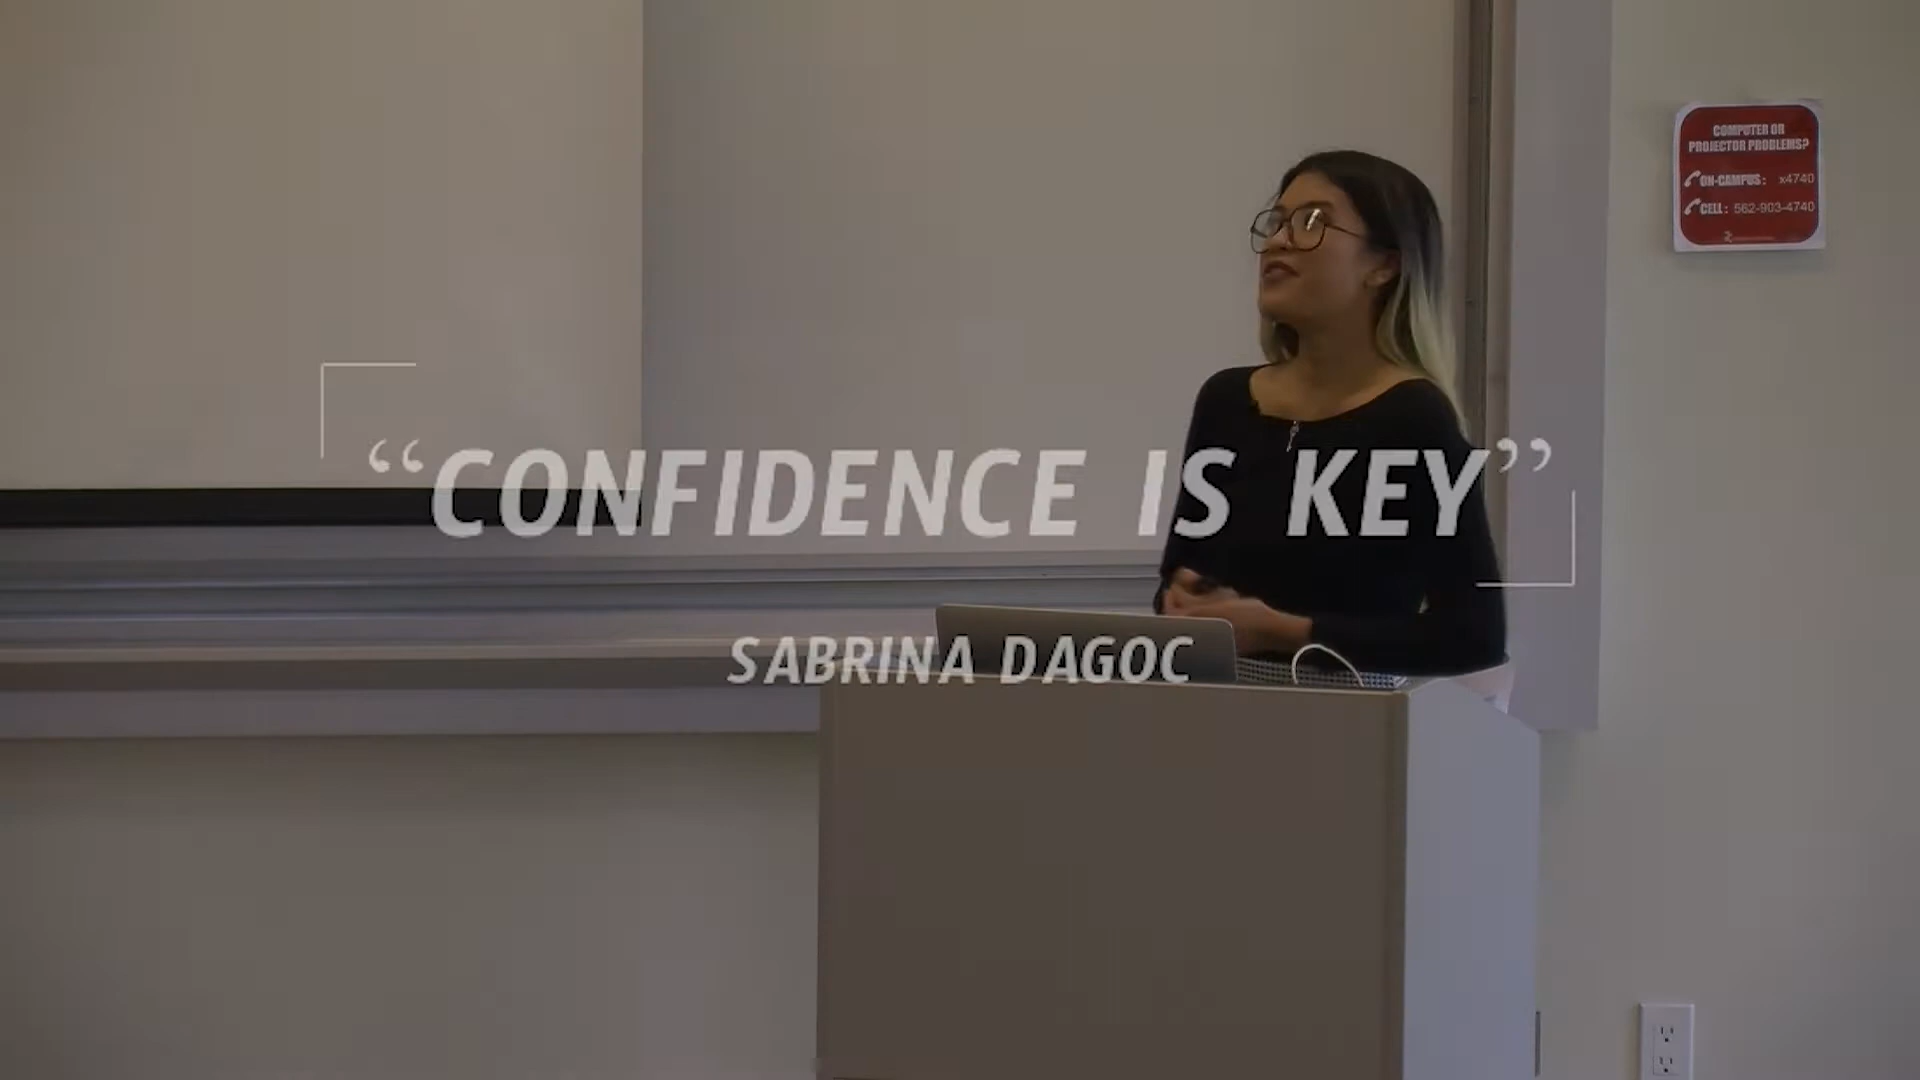 COMPUTER OR
PROJECTOR PROBLEMS?
ON-CAMPUS: x4740
CELL: 562-903-4740
“CONFIDENCE IS KEY”
SABRINA DAGOC